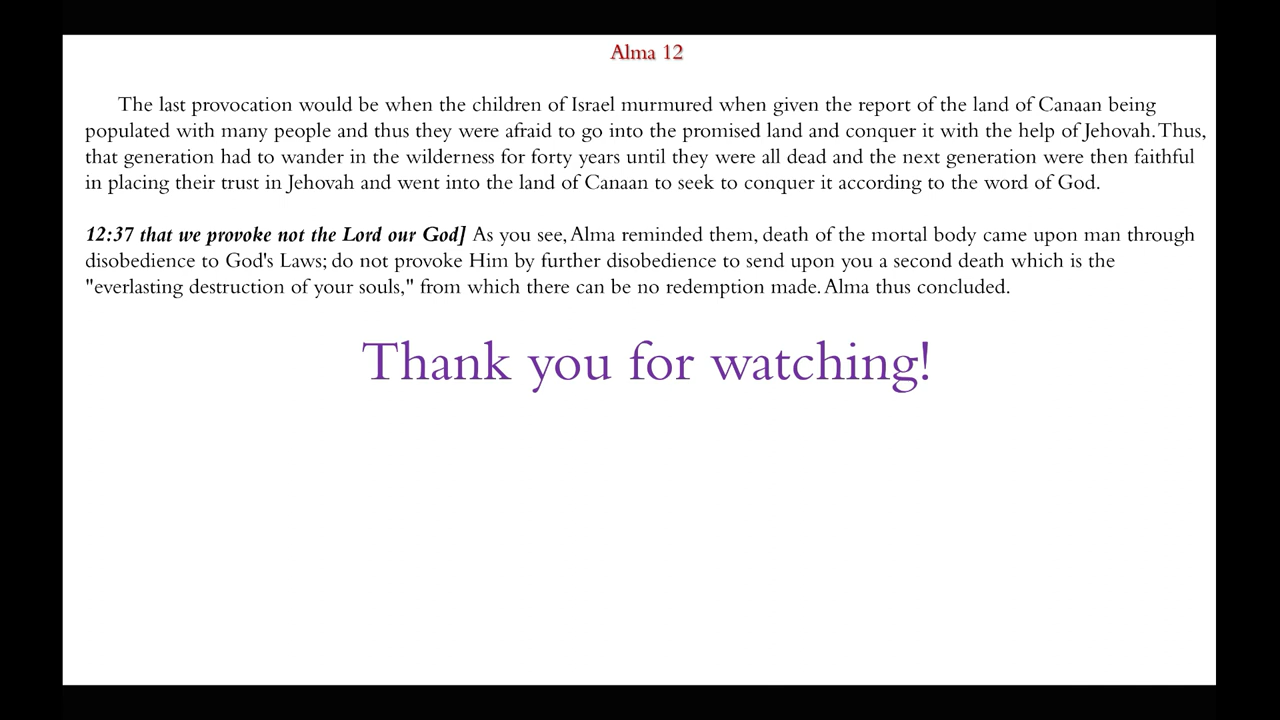 Alma 12
The last provocation would be when the children of Israel murmured when given the report of the land of Canaan being
populated with many people and thus they were afraid to go into the promised land and conquer it with the help of Jehovah. Thus,
that generation had to wander in the wilderness for forty years until they were all dead and the next generation were then faithful
in placing their trust in Jehovah and went into the land of Canaan to seek to conquer it according to the word of God.
12:37 that we provoke not the Lord our God] As you see, Alma reminded them, death of the mortal body came upon man through
disobedience to God's Laws; do not provoke Him by further disobedience to send upon you a second death which is the
"everlasting destruction of your souls," from which there can be no redemption made. Alma thus concluded.
Thank you for watching!